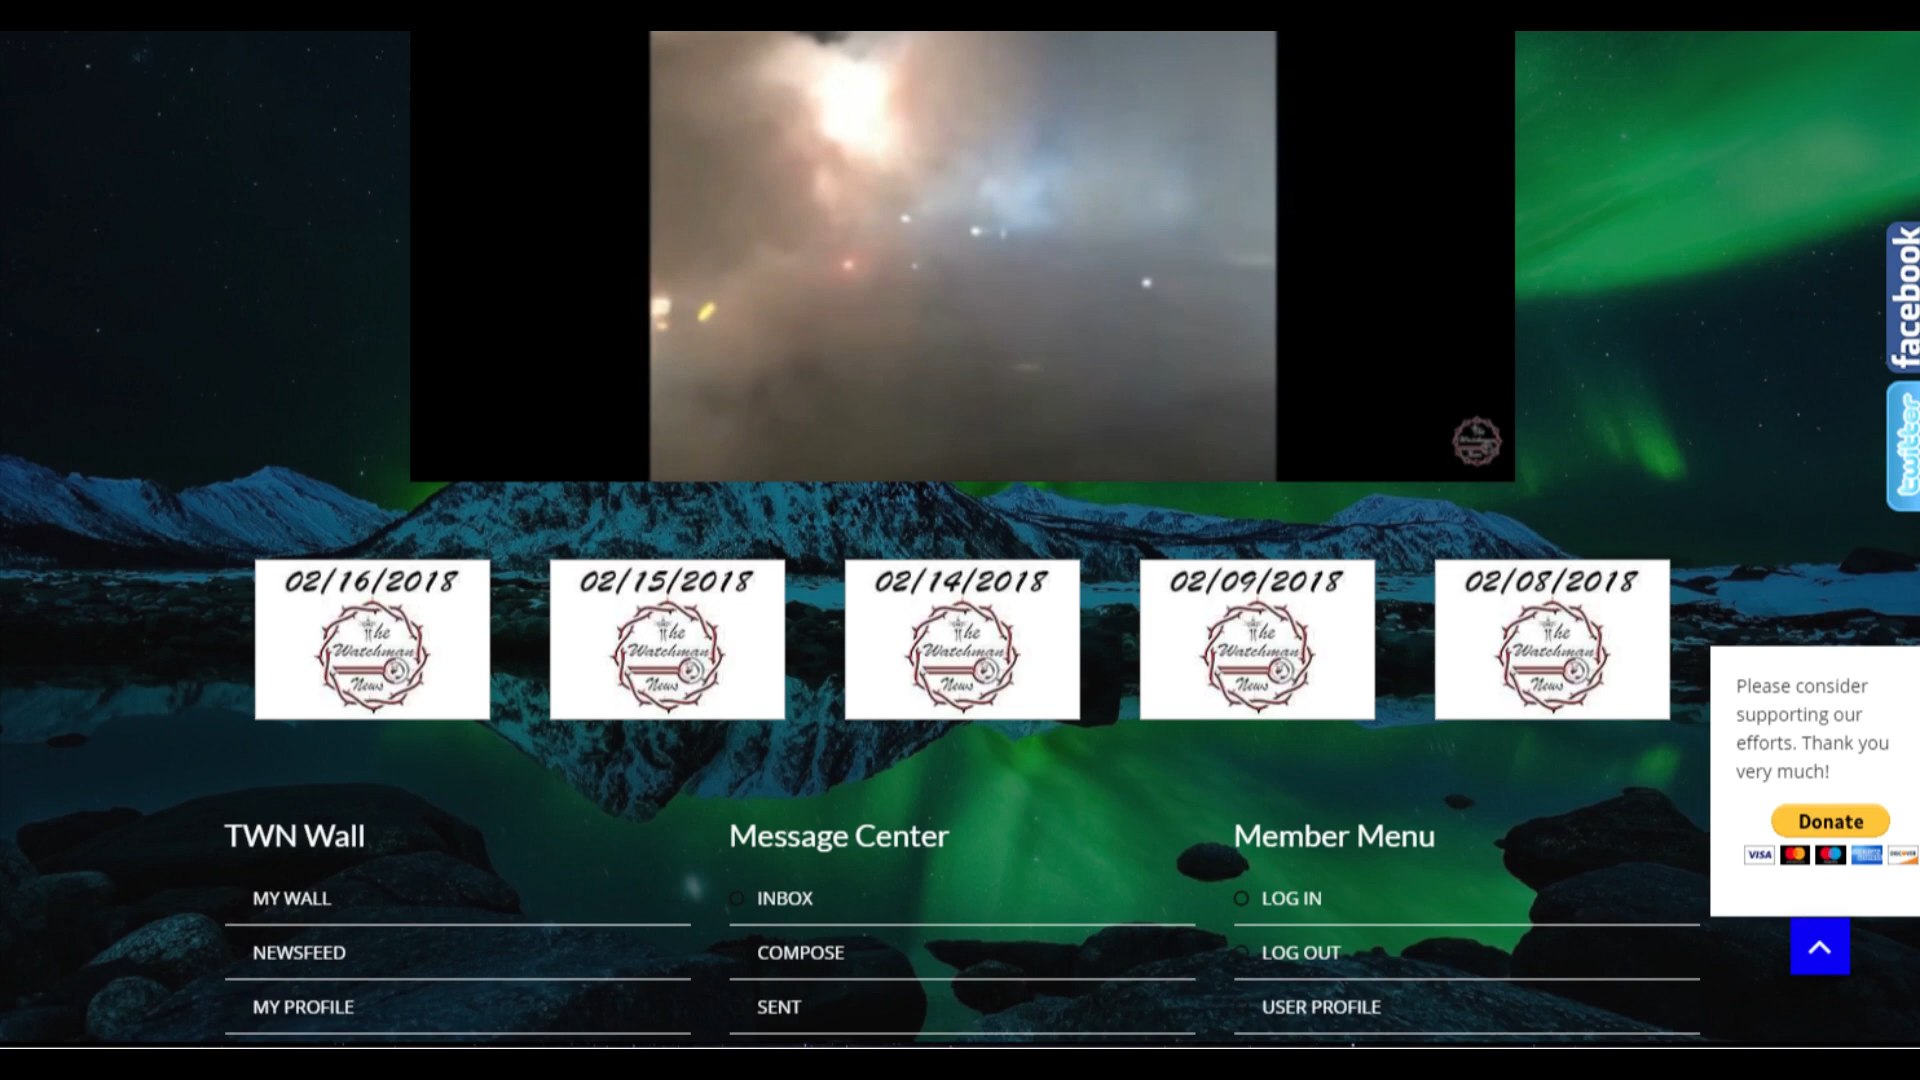 facebook
twitter
02/16/2018
The
Watchman
News
02/15/2018
The
Watchman
News
02/14/2018
The
Watchman
News
02/09/2018
The
Watchman
News
02/08/2018
The
Watchman
News
Please consider
supporting our
efforts. Thank you
very much!
Donate
VISA
DISCOVER
TWN Wall
MY WALL
NEWSFEED
MY PROFILE
Message Center
INBOX
COMPOSE
SENT
Member Menu
LOG IN
LOG OUT
USER PROFILE